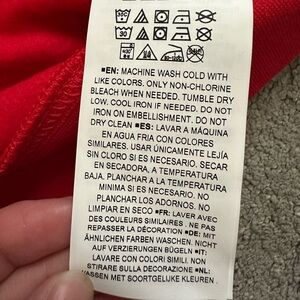 ▪EN: MACHINE WASH COLD WITH
LIKE COLORS. ONLY NON-CHLORINE
BLEACH WHEN NEEDED. TUMBLE DRY
LOW. COOL IRON IF NEEDED. DO NOT
IRON ON EMBELLISHMENT. DO NOT
DRY CLEAN ▪ES: LAVAR A MÁQUINA
EN AGUA FRIA CON COLORES
SIMILARES. USAR ÚNICAMENTE LEJÍA
SIN CLORO SI ES NECESARIO. SECAR
EN SECADORA, A TEMPERATURA
BAJA. PLANCHAR A LA TEMPERATURA
MINIMA SI ES NECESARIO. NO
PLANCHAR LOS ADORNOS. NO
LIMPIAR EN SECO ▪FR: LAVER AVEC
DES COULEURS SIMILAIRES. NE PAS
REPASSER LA DÉCORATION ▪DE: MIT
ÄHNLICHEN FARBEN WASCHEN. NICHT
AUF VERZIERUNGEN BÜGELN ▪IT:
LAVARE CON COLORI SIMILI. NON
STIRARE SULLA DECORAZIONE ▪NL:
WASSEN MET SOORTGELIJKE KLEUREN.